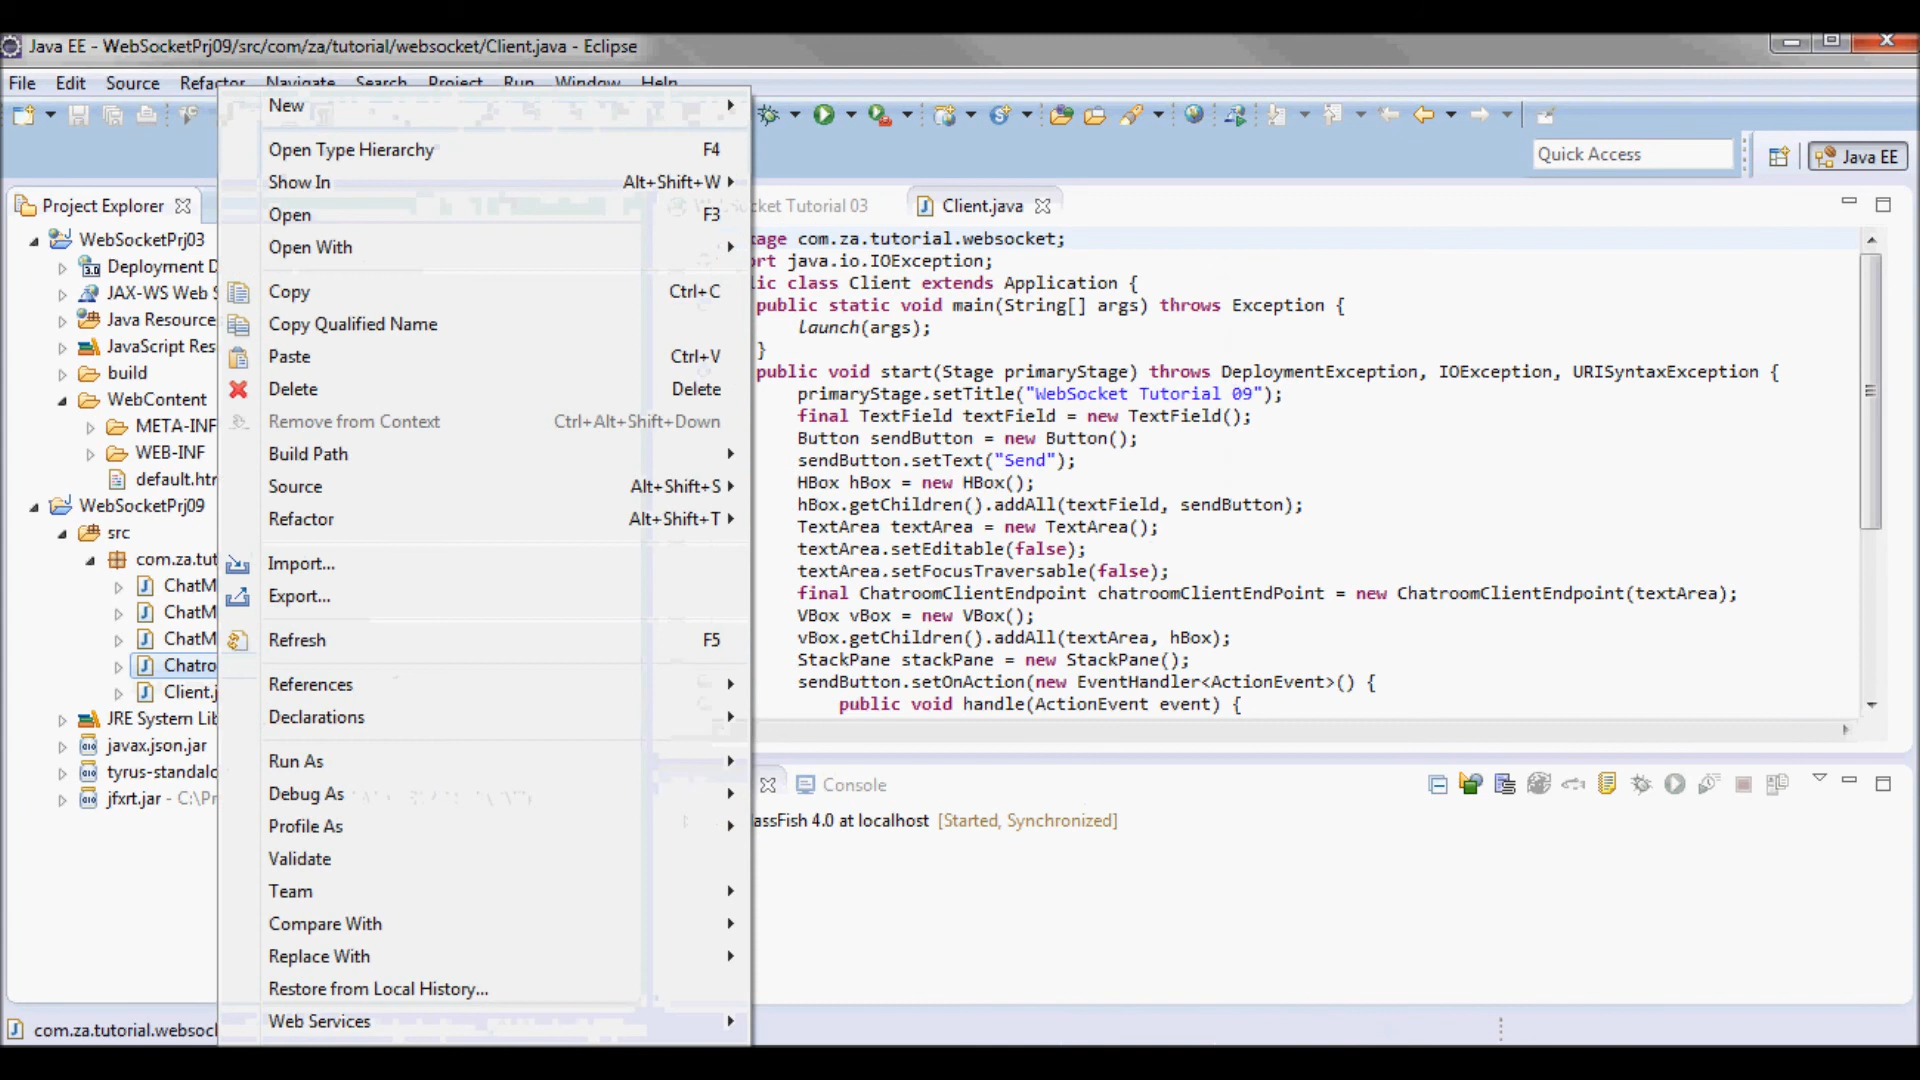 Java EE - WebSocketPrj09/src/com/za/tutorial/websocket/Client.java - Eclipse
File Edit Source Refactor Navigate Search Project Run Window Help
Quick Access
Java EE
Project Explorer
WebSocketPrj03
Deployment D
JAX-WS Web S
Java Resource
JavaScript Res
build
WebContent
META-INF
WEB-INF
default.htr
WebSocketPrj09
src
com.za.tut
ChatM
ChatM
ChatM
Chatro
Client.j
JRE System Lib
javax.json.jar
tyrus-standalc
jfxrt.jar - C:\Pr
com.za.tutorial.websoc
New
Open Type Hierarchy F4
Show In Alt+Shift+W
Open F3
Open With
Copy Ctrl+C
Copy Qualified Name
Paste Ctrl+V
Delete Delete
Remove from Context Ctrl+Alt+Shift+Down
Build Path
Source Alt+Shift+S
Refactor Alt+Shift+T
Import...
Export...
Refresh F5
References
Declarations
Run As
Debug As
Profile As
Validate
Team
Compare With
Replace With
Restore from Local History...
Web Services
ket Tutorial 03
Client.java
kage com.za.tutorial.websocket;
ort java.io.IOException;
lic class Client extends Application {
public static void main(String[] args) throws Exception {
launch(args);
}
public void start(Stage primaryStage) throws DeploymentException, IOException, URISyntaxException {
primaryStage.setTitle("WebSocket Tutorial 09");
final TextField textField = new TextField();
Button sendButton = new Button();
sendButton.setText("Send");
HBox hBox = new HBox();
hBox.getChildren().addAll(textField, sendButton);
TextArea textArea = new TextArea();
textArea.setEditable(false);
textArea.setFocusTraversable(false);
final ChatroomClientEndpoint chatroomClientEndPoint = new ChatroomClientEndpoint(textArea);
VBox vBox = new VBox();
vBox.getChildren().addAll(textArea, hBox);
StackPane stackPane = new StackPane();
sendButton.setOnAction(new EventHandler<ActionEvent>() {
public void handle(ActionEvent event) {
Console
assFish 4.0 at localhost [Started, Synchronized]